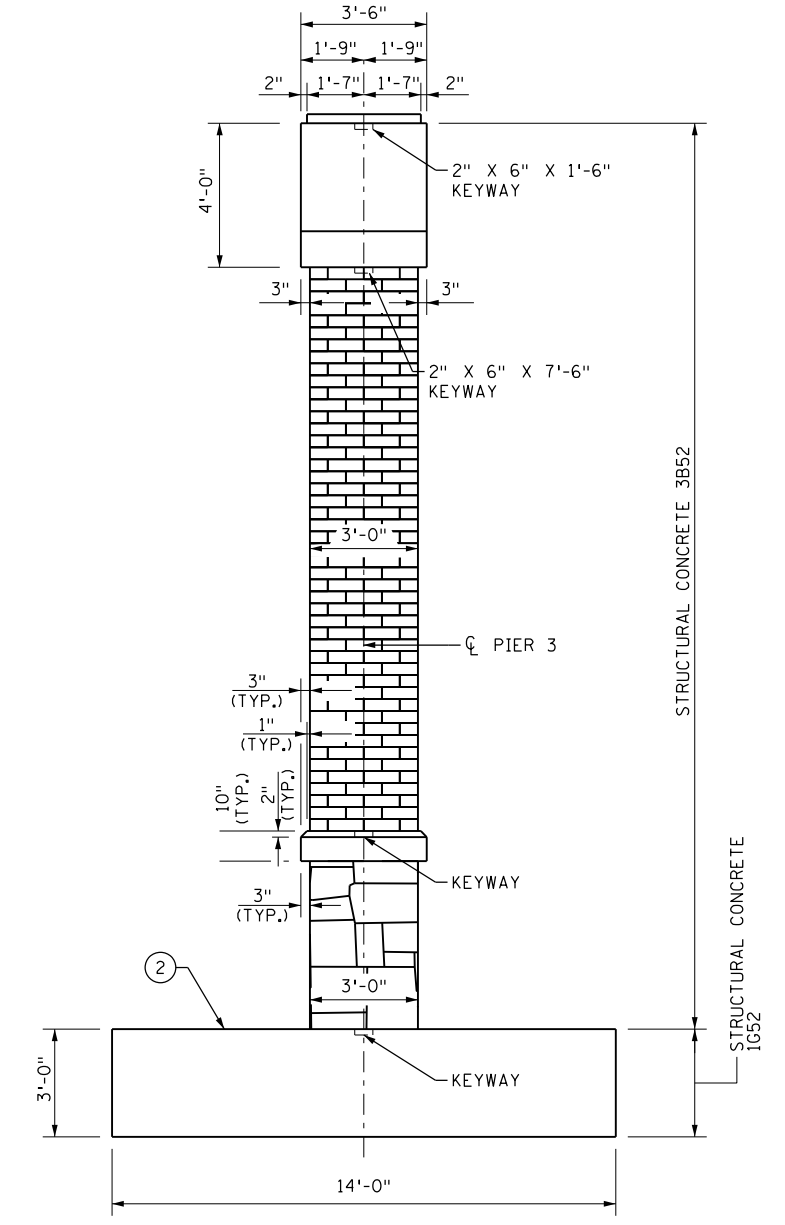 3'-6"
1'-9" 1'-9"
2" 1'-7" 1'-7" 2"
2" X 6" X 1'-6"
KEYWAY
4'-0"
3" 3"
2" X 6" X 7'-6"
KEYWAY
STRUCTURAL CONCRETE 3B52
3'-0"
℄ PIER 3
3"
(TYP.)
1"
(TYP.)
10"
(TYP.)
2"
(TYP.)
KEYWAY
3"
(TYP.)
STRUCTURAL CONCRETE
1G52
2
3'-0"
3'-0"
KEYWAY
14'-0"